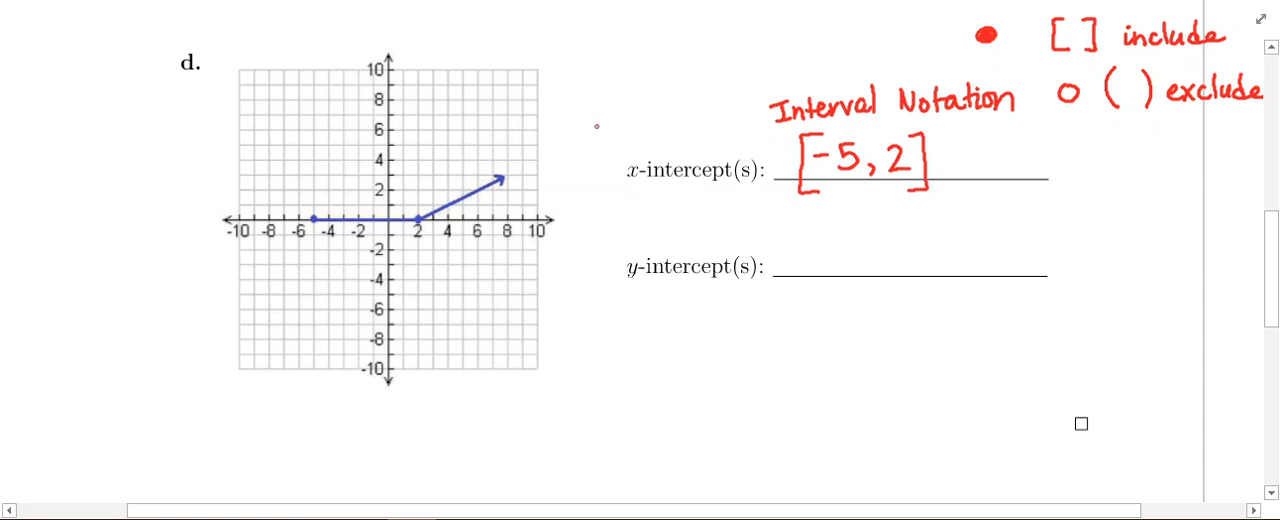 [ ] include
d.
Interval Notation ( ) exclude
10
8
6
4
2
x-intercept(s): [-5, 2]
-10 -8 -6 -4 -2 2 4 6 8 10
-2
y-intercept(s):
-4
-6
-8
-10